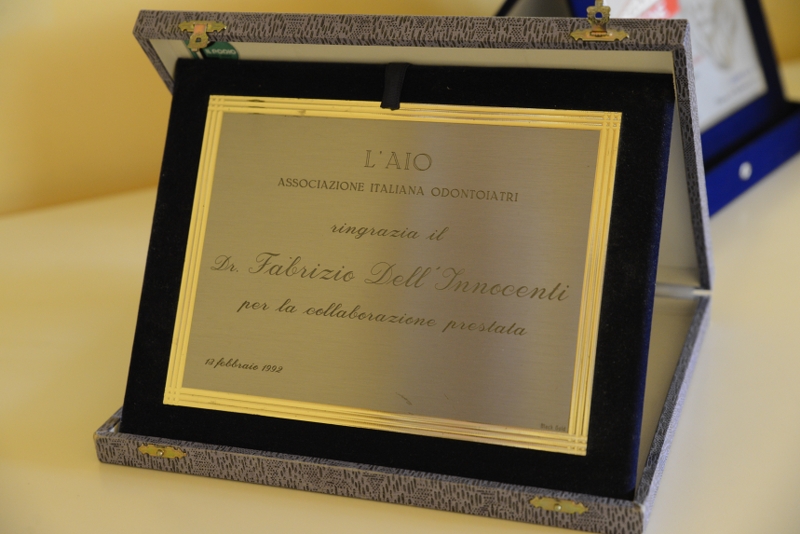 L'AIO
ASSOCIAZIONE ITALIANA ODONTOIATRI
ringrazia il
Dr. Fabrizio Dell'Innocenti
per la collaborazione prestata
12 febbraio 1992